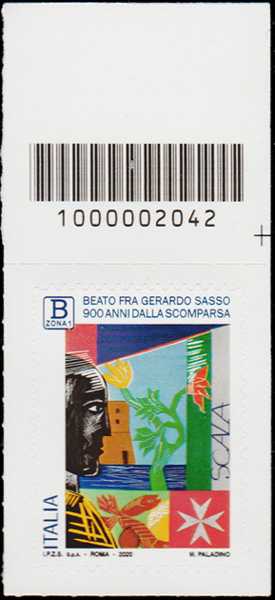 1000002042
B
ZONA 1
BEATO FRA GERARDO SASSO
900 ANNI DALLA SCOMPARSA
SCALA
ITALIA
I.P.Z.S. S.p.A. - ROMA - 2020
M. PALADINO